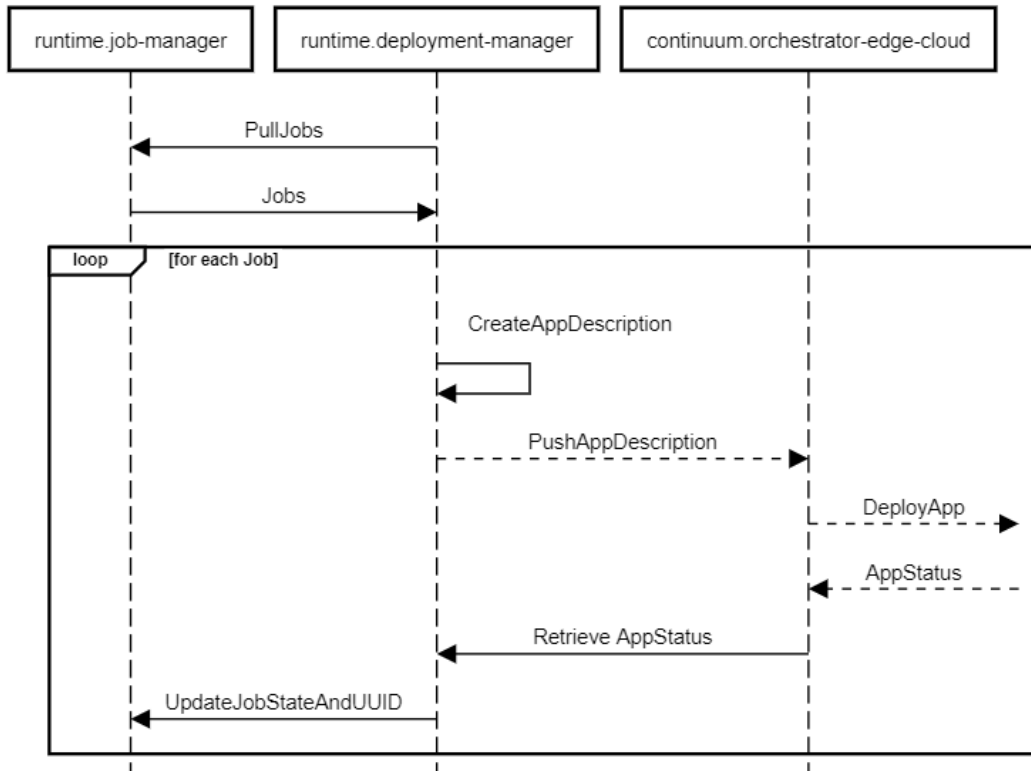 runtime.job-manager
runtime.deployment-manager
continuum.orchestrator-edge-cloud
PullJobs
Jobs
loop
[for each Job]
CreateAppDescription
PushAppDescription
DeployApp
AppStatus
Retrieve AppStatus
UpdateJobStateAndUUID